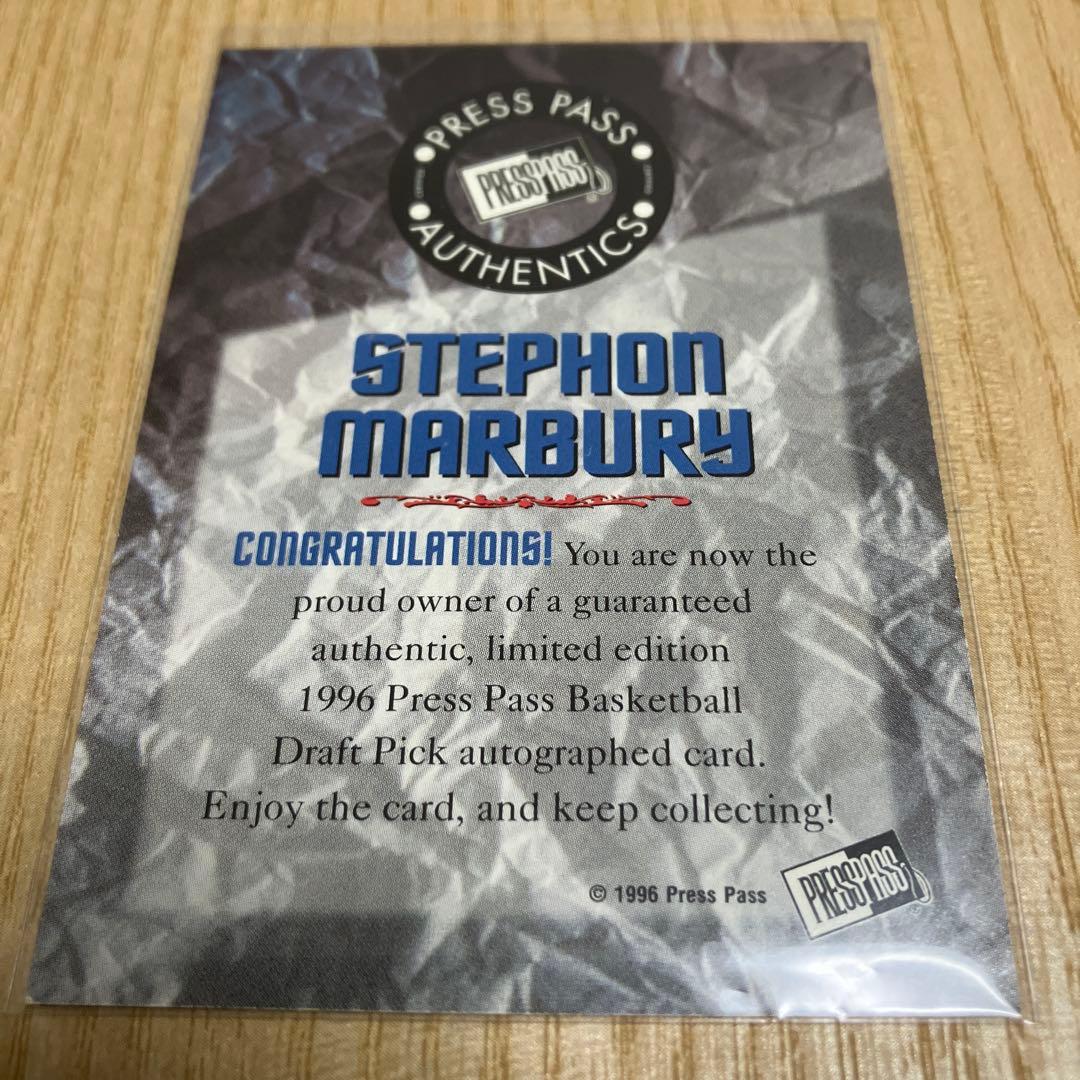 PRESS PASS
PRESS PASS
AUTHENTICS
STEPHON
MARBURY
CONGRATULATIONS! You are now the
proud owner of a guaranteed
authentic, limited edition
1996 Press Pass Basketball
Draft Pick autographed card.
Enjoy the card, and keep collecting!
© 1996 Press Pass
PRESS PASS